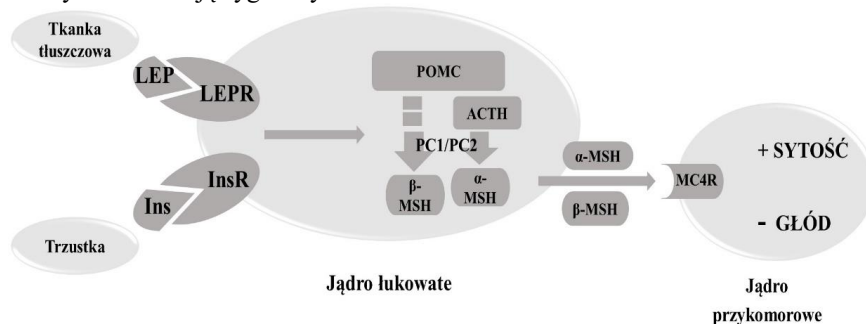 Tkanka
tłuszczowa
LEP
LEPR
InsR
Ins
Trzustka
POMC
ACTH
PC1/PC2
β-
MSH
α-
MSH
Jądro łukowate
α-MSH
β-MSH
MC4R
+ SYTOŚĆ
- GŁÓD
Jądro
przykomorowe